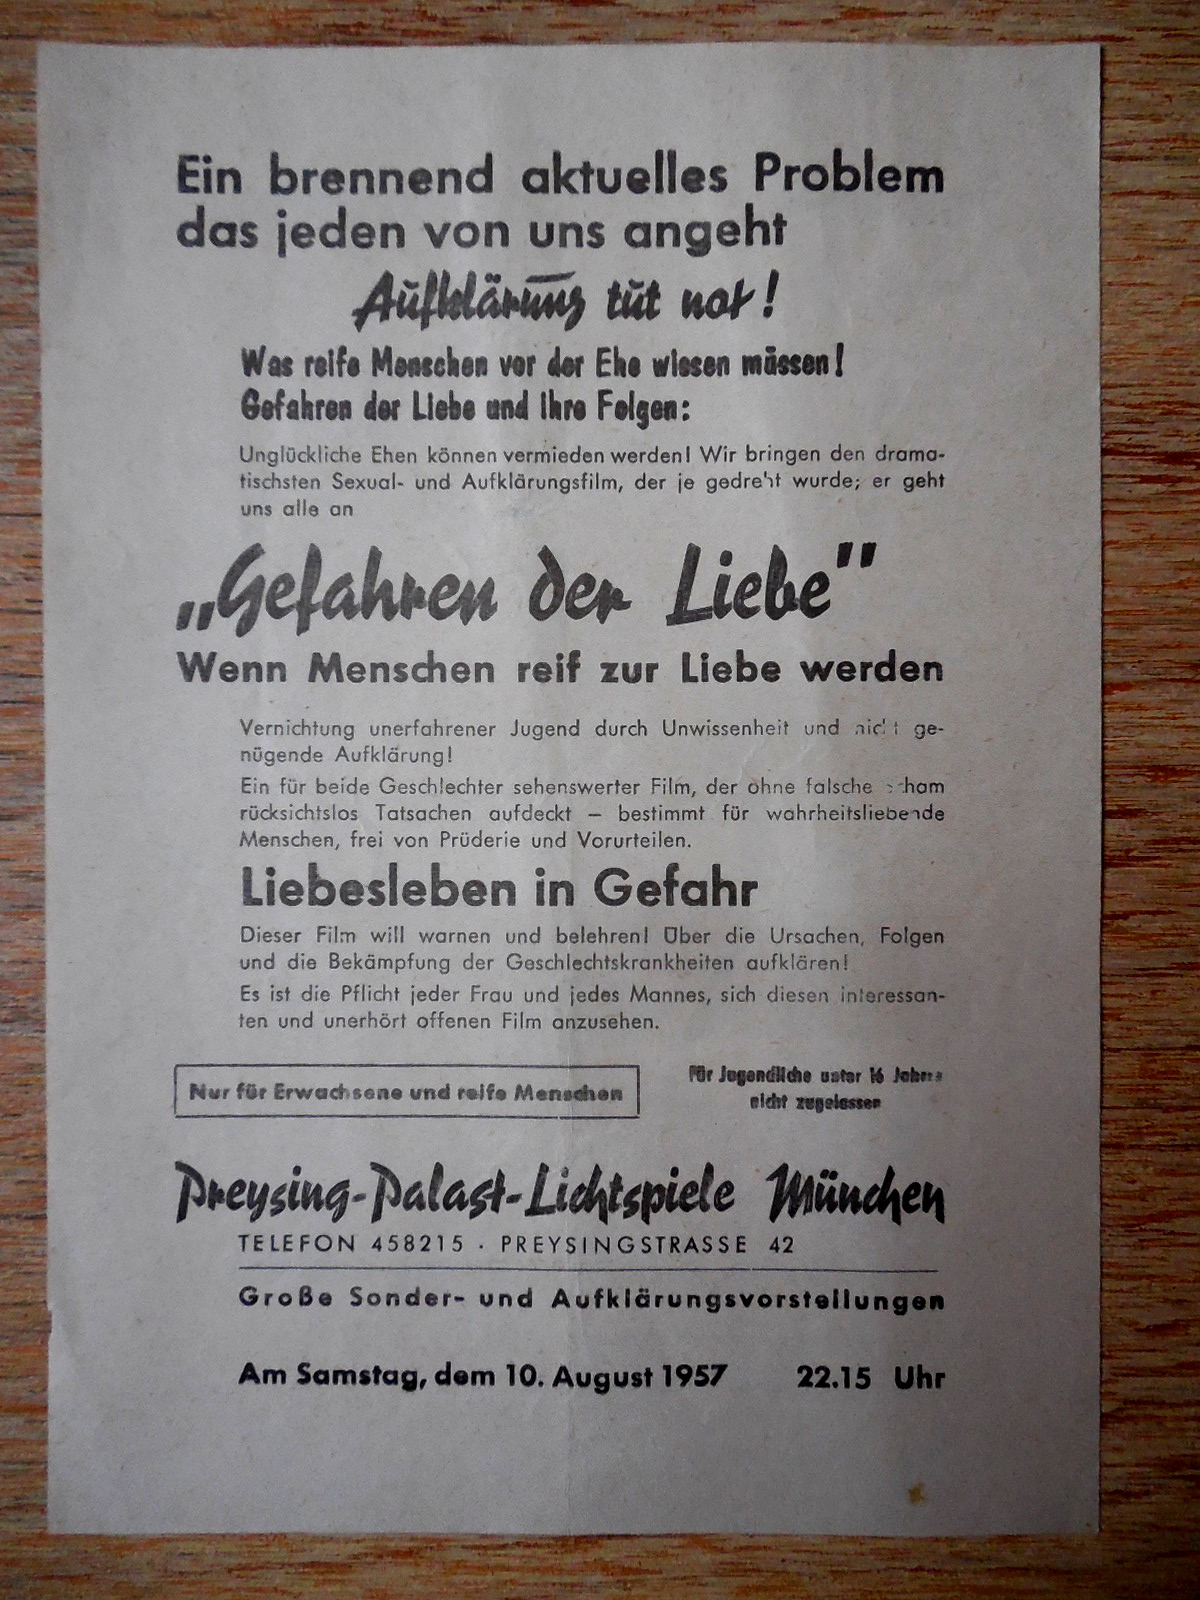 Ein brennend aktuelles Problem
das jeden von uns angeht
Aufklärung tut not!
Was reife Menschen vor der Ehe wissen müssen!
Gefahren der Liebe und ihre Folgen:
Unglückliche Ehen können vermieden werden! Wir bringen den drama-
tischsten Sexual- und Aufklärungsfilm, der je gedreht wurde; er geht
uns alle an
„Gefahren der Liebe"
Wenn Menschen reif zur Liebe werden
Vernichtung unerfahrener Jugend durch Unwissenheit und nicht ge-
nügende Aufklärung!
Ein für beide Geschlechter sehenswerter Film, der ohne falsche Scham
rücksichtslos Tatsachen aufdeckt — bestimmt für wahrheitsliebende
Menschen, frei von Prüderie und Vorurteilen.
Liebesleben in Gefahr
Dieser Film will warnen und belehren! Über die Ursachen, Folgen
und die Bekämpfung der Geschlechtskrankheiten aufklären!
Es ist die Pflicht jeder Frau und jedes Mannes, sich diesen interessan-
ten und unerhört offenen Film anzusehen.
Nur für Erwachsene und reife Menschen
Für Jugendliche unter 16 Jahre
nicht zugelassen
Preysing-Palast-Lichtspiele München
TELEFON 458215 · PREYSINGSTRASSE 42
Große Sonder- und Aufklärungsvorstellungen
Am Samstag, dem 10. August 1957 22.15 Uhr